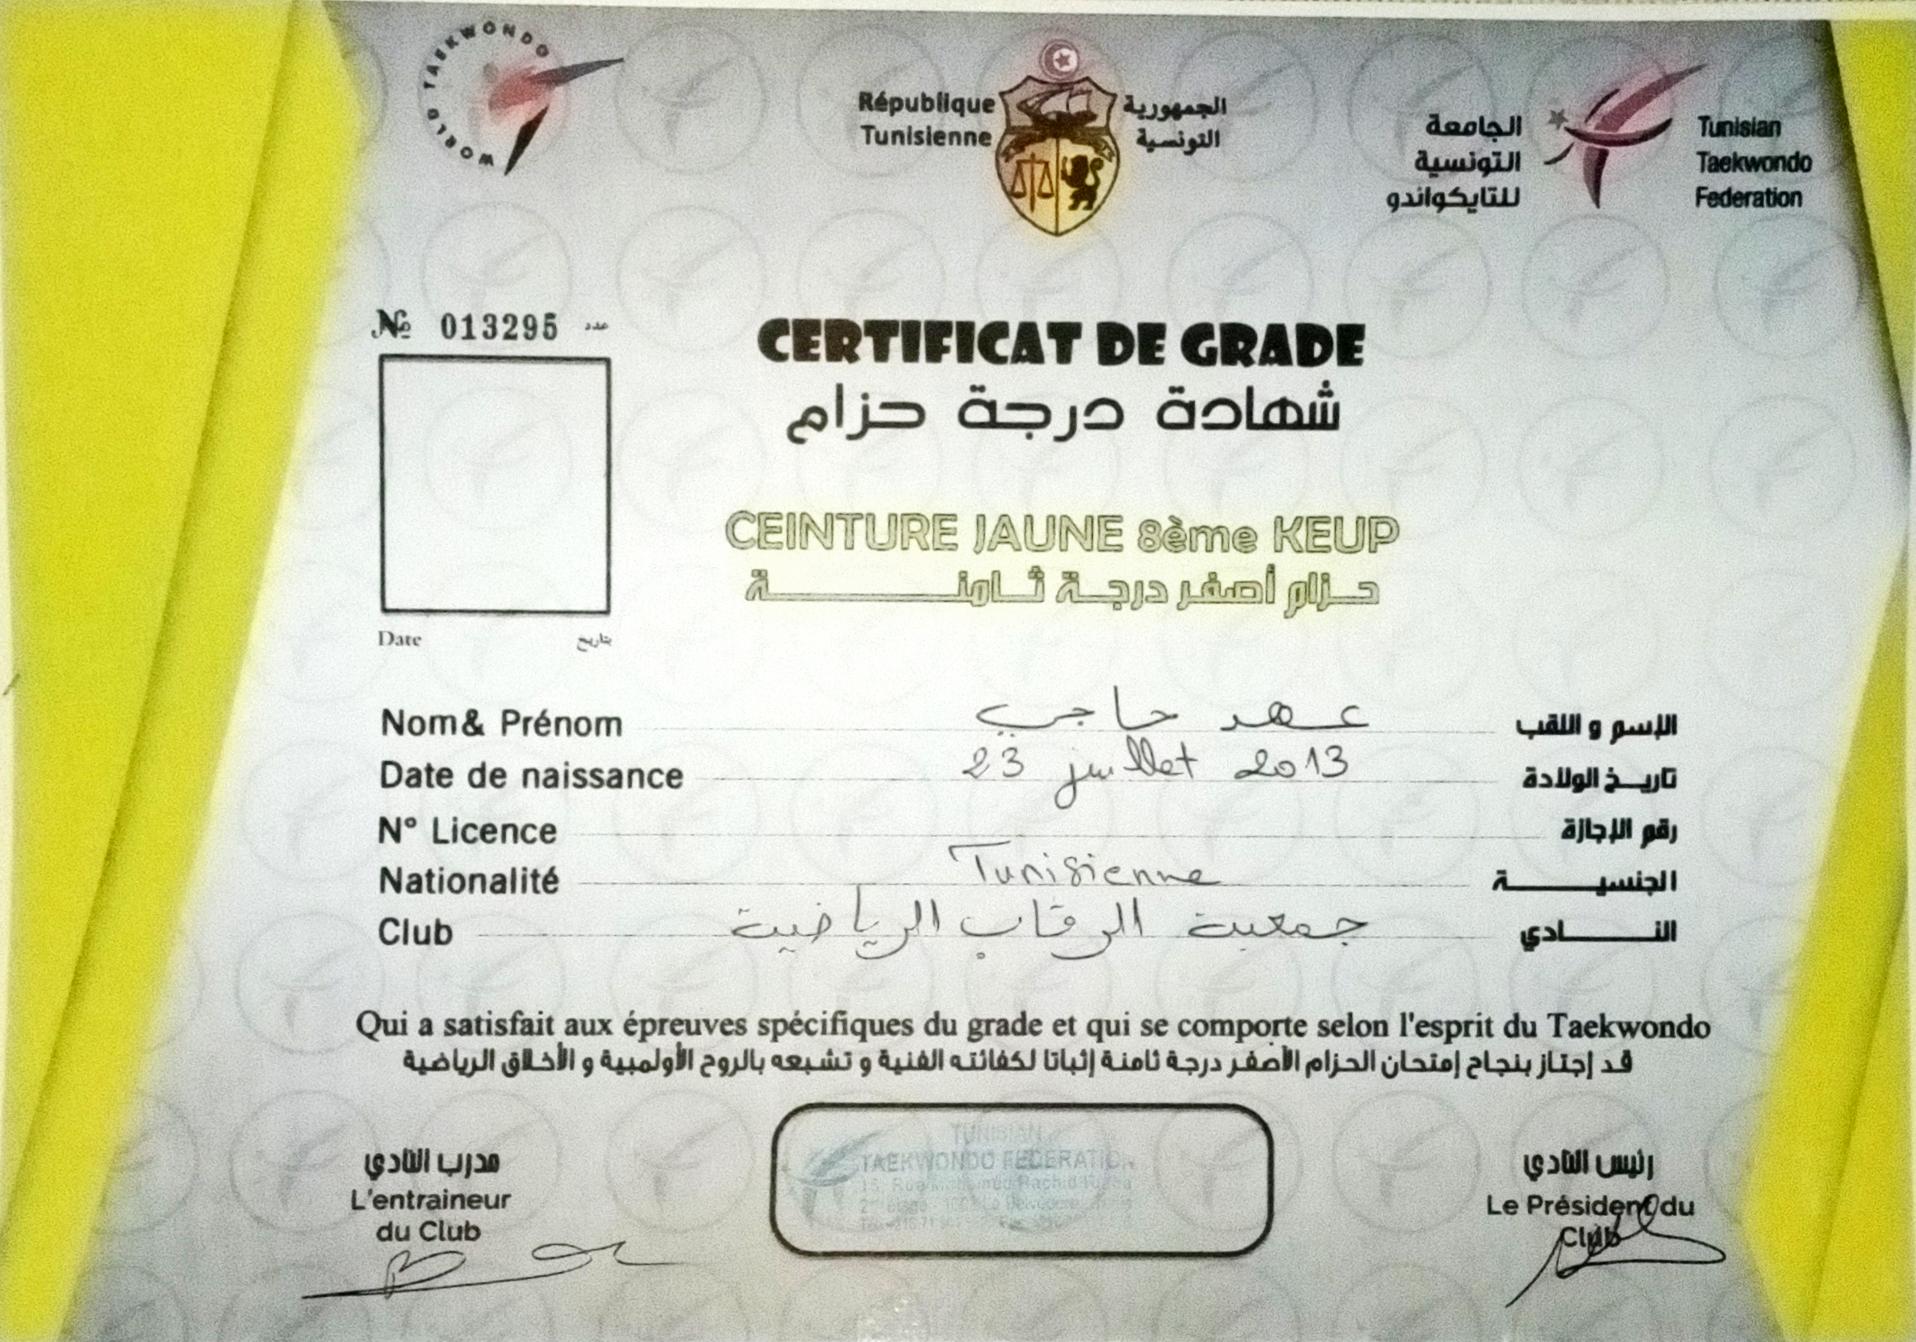 WORLD TAEKWONDO
République
Tunisienne
الجمهورية
التونسية
الجامعة
التونسية
للتايكواندو
Tunisian
Taekwondo
Federation
№ 013295 عدد
CERTIFICAT DE GRADE
شهادة درجة حزام
CEINTURE JAUNE 8ème KEUP
حزام أصفر درجة ثامنة
Date بتاريخ
Nom& Prénom عهد حاجي الإسم و اللقب
Date de naissance 23 juillet 2013 تاريخ الولادة
N° Licence رقم الإجازة
Nationalité Tunisienne الجنسية
Club جمعية الرقاب الرياضية النادي
Qui a satisfait aux épreuves spécifiques du grade et qui se comporte selon l'esprit du Taekwondo
قد إجتاز بنجاح إمتحان الحزام الأصفر درجة ثامنة إثباتا لكفائته الفنية و تشبعه بالروح الأولمبية و الأخلاق الرياضية
مدرب النادي
L'entraineur
du Club
TUNISIAN
TAEKWONDO FEDERATION
رئيس النادي
Le Président du
Club